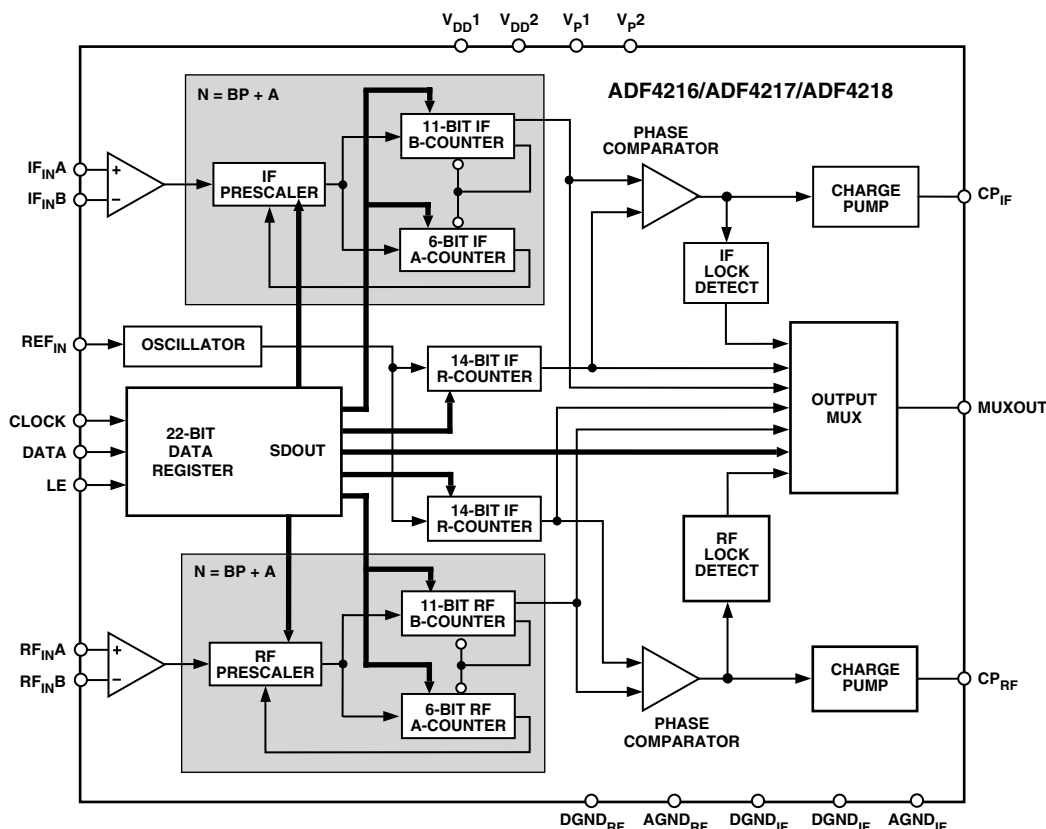 VDD1 VDD2 VP1 VP2
ADF4216/ADF4217/ADF4218
N = BP + A
11-BIT IF
B-COUNTER
PHASE
COMPARATOR
IFINA
+
IFINB
–
IF
PRESCALER
CHARGE
PUMP
CPIF
6-BIT IF
A-COUNTER
IF
LOCK
DETECT
REFIN
OSCILLATOR
14-BIT IF
R-COUNTER
OUTPUT
MUX
MUXOUT
CLOCK
DATA
LE
22-BIT
DATA
REGISTER
SDOUT
14-BIT IF
R-COUNTER
RF
LOCK
DETECT
N = BP + A
11-BIT RF
B-COUNTER
RFINA
+
RFINB
–
RF
PRESCALER
CHARGE
PUMP
CPRF
6-BIT RF
A-COUNTER
PHASE
COMPARATOR
DGNDRF AGNDRF DGNDIF DGNDIF AGNDIF